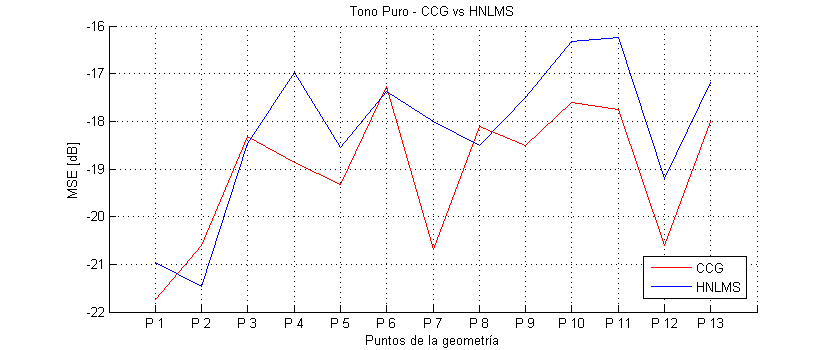 Tono Puro - CCG vs HNLMS
MSE [dB]
-16
-17
-18
-19
-20
-21
-22
P 1 P 2 P 3 P 4 P 5 P 6 P 7 P 8 P 9 P 10 P 11 P 12 P 13
Puntos de la geometría
CCG
HNLMS